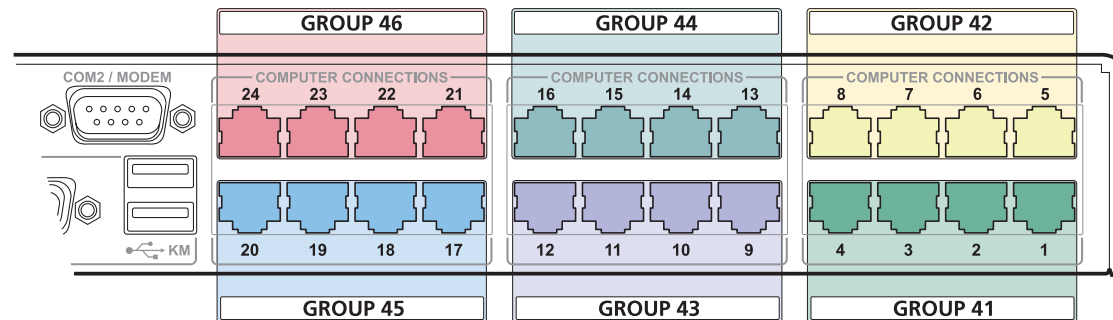 GROUP 46 GROUP 44 GROUP 42
COM2 / MODEM COMPUTER CONNECTIONS COMPUTER CONNECTIONS COMPUTER CONNECTIONS
24 23 22 21 16 15 14 13 8 7 6 5
KM 20 19 18 17 12 11 10 9 4 3 2 1
GROUP 45 GROUP 43 GROUP 41